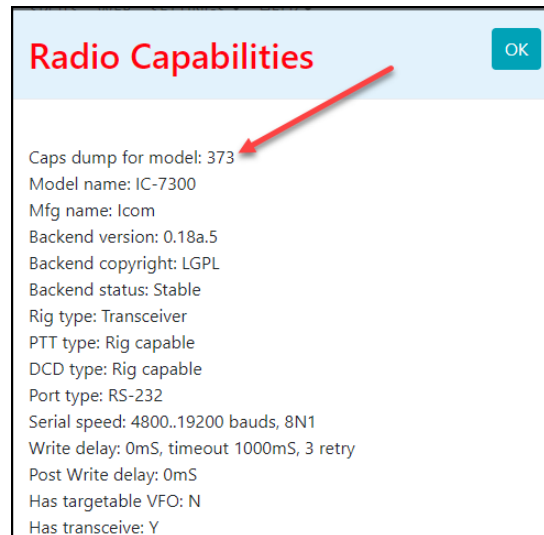 Radio Capabilities
OK
Caps dump for model: 373
Model name: IC-7300
Mfg name: Icom
Backend version: 0.18a.5
Backend copyright: LGPL
Backend status: Stable
Rig type: Transceiver
PTT type: Rig capable
DCD type: Rig capable
Port type: RS-232
Serial speed: 4800..19200 bauds, 8N1
Write delay: 0mS, timeout 1000mS, 3 retry
Post Write delay: 0mS
Has targetable VFO: N
Has transceive: Y